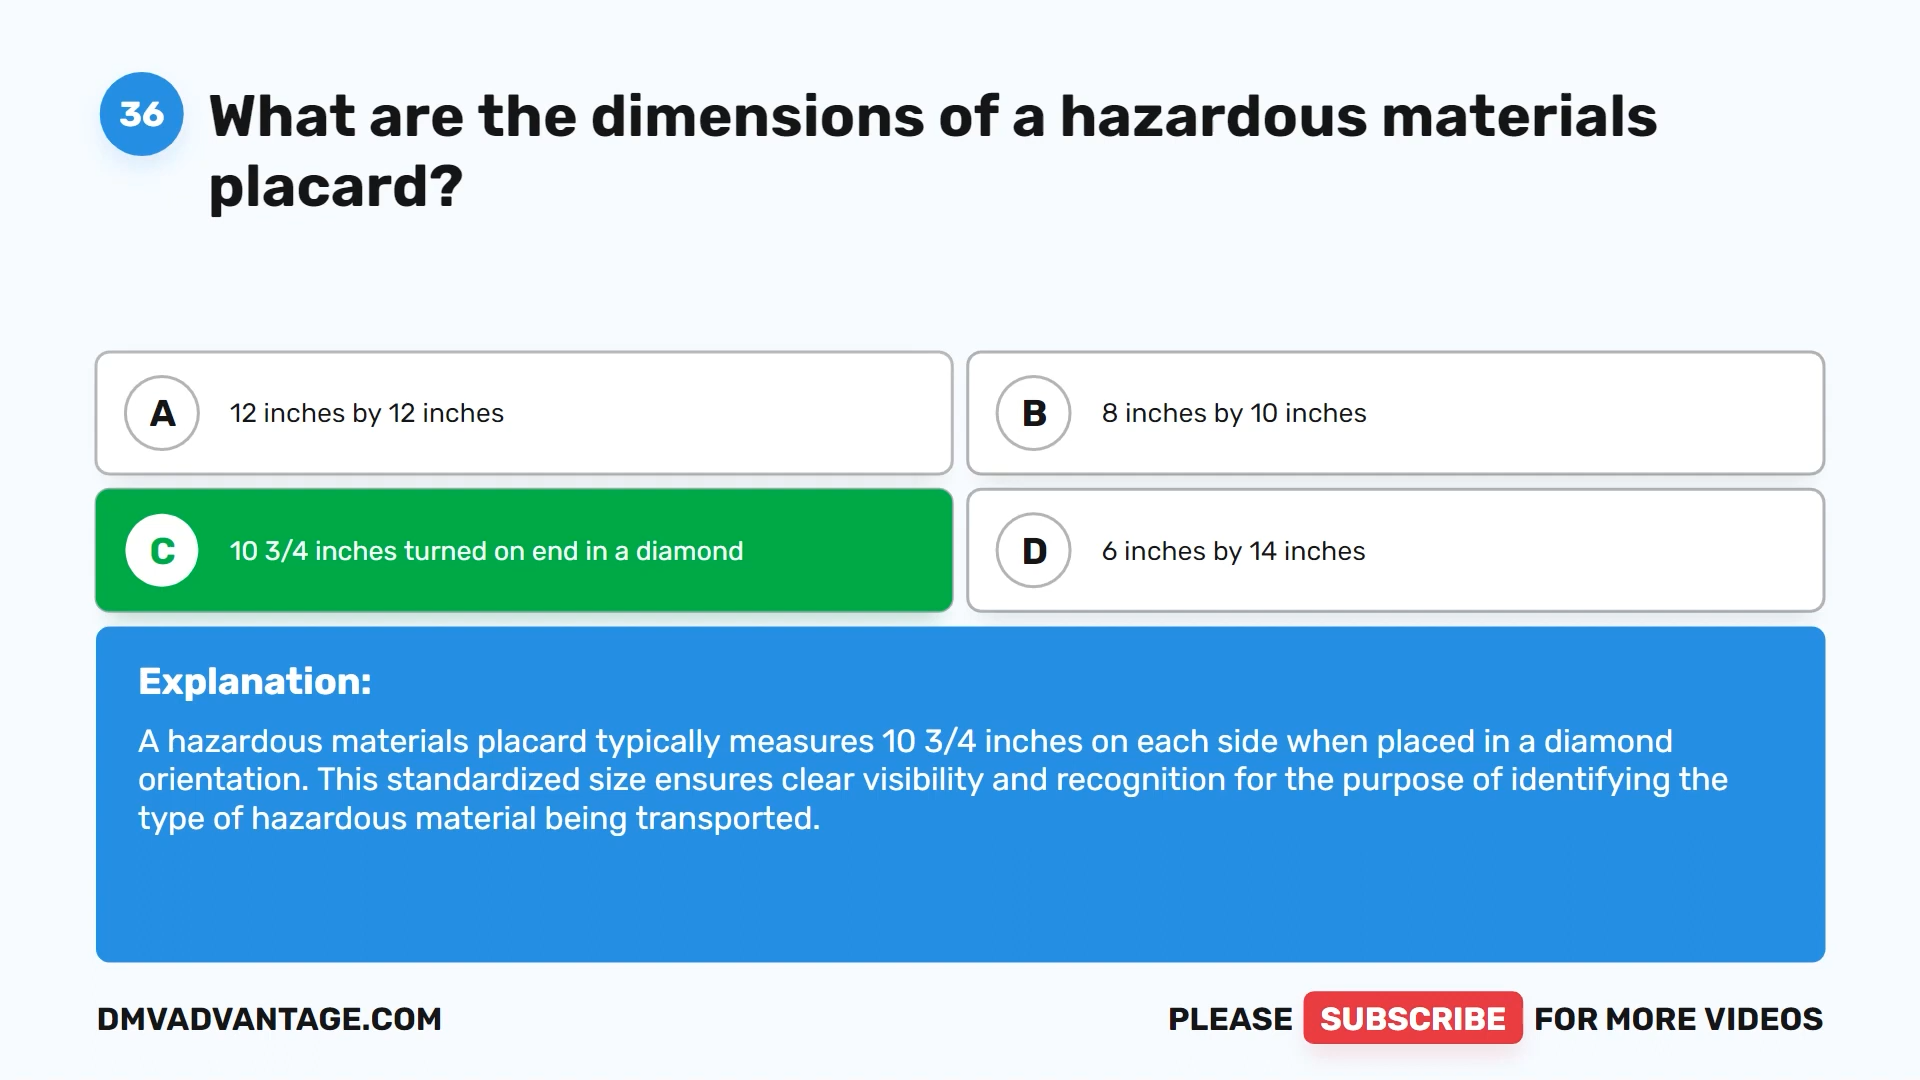 36
What are the dimensions of a hazardous materials
placard?
A 12 inches by 12 inches
B 8 inches by 10 inches
C 10 3/4 inches turned on end in a diamond
D 6 inches by 14 inches
Explanation:
A hazardous materials placard typically measures 10 3/4 inches on each side when placed in a diamond
orientation. This standardized size ensures clear visibility and recognition for the purpose of identifying the
type of hazardous material being transported.
DMVADVANTAGE.COM
PLEASE SUBSCRIBE FOR MORE VIDEOS